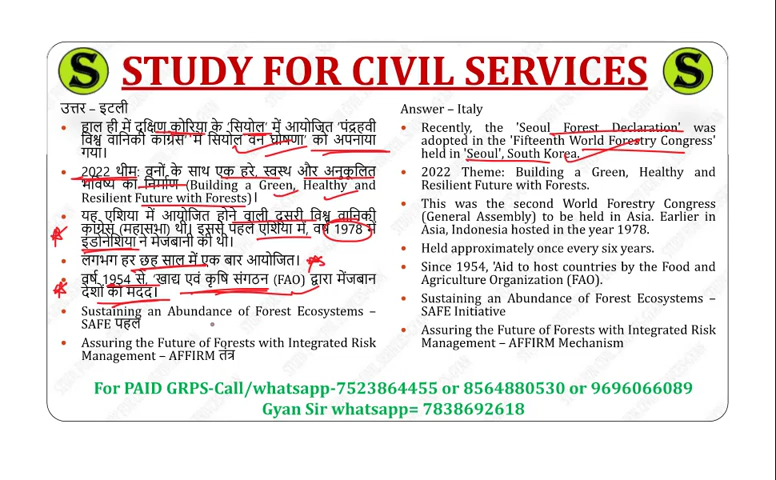 S STUDY FOR CIVIL SERVICES S
उत्तर – इटली
• हाल ही में दक्षिण कोरिया के 'सियोल' में आयोजित 'पंद्रहवी
विश्व वानिकी कांग्रेस' में सियोल वन घोषणा' को अपनाया
गया।
• 2022 थीम: वनों के साथ एक हरे, स्वस्थ और अनुकूलित
भविष्य का निर्माण (Building a Green, Healthy and
Resilient Future with Forests)।
• यह एशिया में आयोजित होने वाली दूसरी विश्व वानिकी
कांग्रेस (महासभा) थी। इससे पहले एशिया में, वर्ष 1978 में
इंडोनेशिया ने मेजबानी की थी।
• लगभग हर छह साल में एक बार आयोजित।
• वर्ष 1954 से, 'खाद्य एवं कृषि संगठन (FAO) द्वारा मेंजबान
देशों की मदद।
• Sustaining an Abundance of Forest Ecosystems –
SAFE पहल
• Assuring the Future of Forests with Integrated Risk
Management – AFFIRM तंत्र
Answer – Italy
• Recently, the 'Seoul Forest Declaration' was
adopted in the 'Fifteenth World Forestry Congress'
held in 'Seoul', South Korea.
• 2022 Theme: Building a Green, Healthy and
Resilient Future with Forests.
• This was the second World Forestry Congress
(General Assembly) to be held in Asia. Earlier in
Asia, Indonesia hosted in the year 1978.
• Held approximately once every six years.
• Since 1954, 'Aid to host countries by the Food and
Agriculture Organization (FAO).
• Sustaining an Abundance of Forest Ecosystems –
SAFE Initiative
• Assuring the Future of Forests with Integrated Risk
Management – AFFIRM Mechanism
For PAID GRPS-Call/whatsapp-7523864455 or 8564880530 or 9696066089
Gyan Sir whatsapp= 7838692618